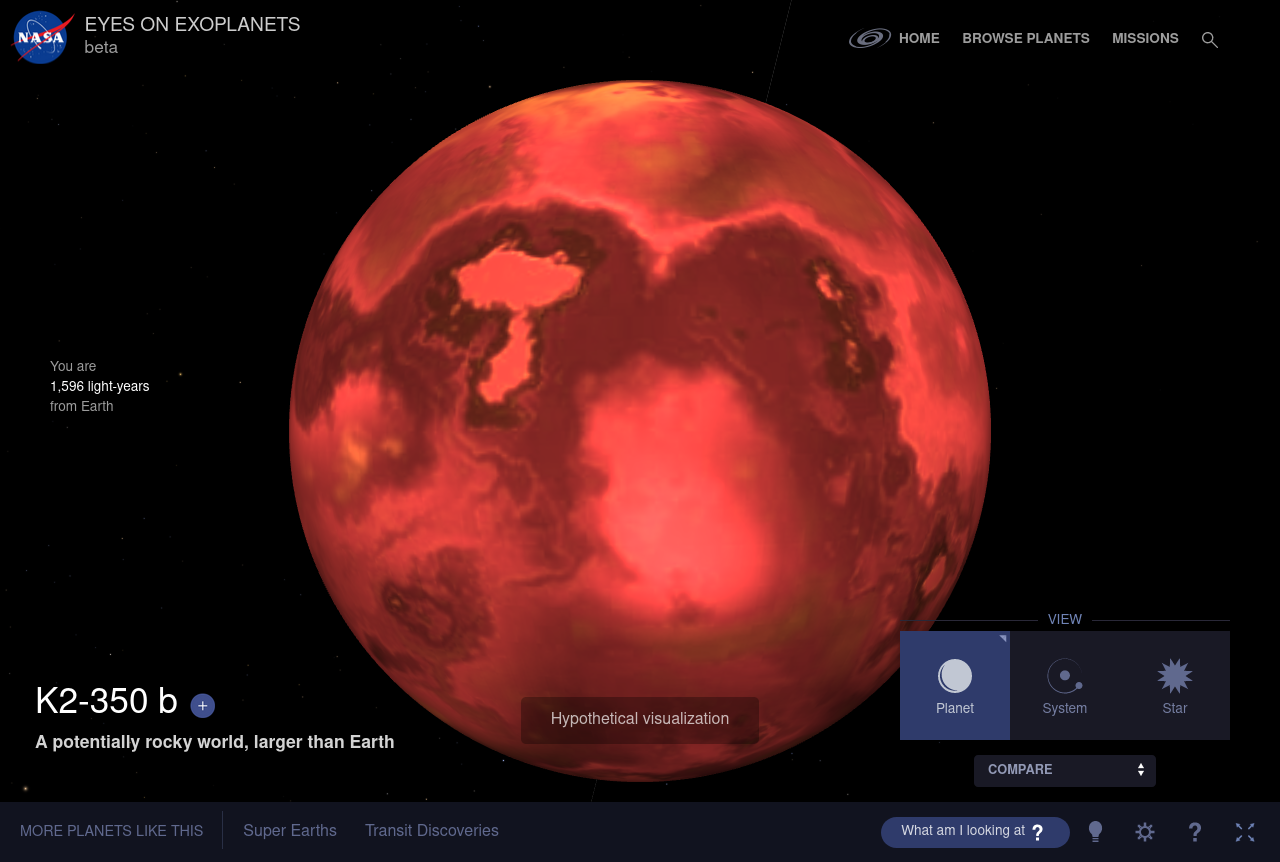 NASA
EYES ON EXOPLANETS
beta
HOME
BROWSE PLANETS
MISSIONS
You are
1,596 light-years
from Earth
K2-350 b +
A potentially rocky world, larger than Earth
Hypothetical visualization
VIEW
Planet
System
Star
COMPARE
MORE PLANETS LIKE THIS
Super Earths
Transit Discoveries
What am I looking at ?
?